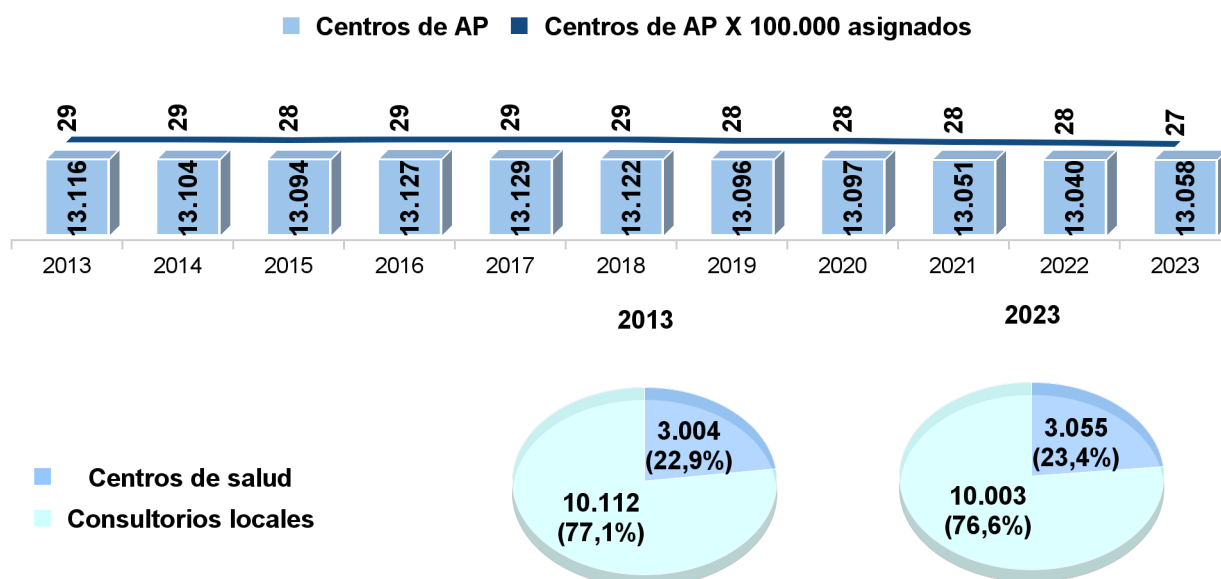 Centros de AP Centros de AP X 100.000 asignados
29 29 28 29 29 29 28 28 28 28 27
13.116 13.104 13.094 13.127 13.129 13.122 13.096 13.097 13.051 13.040 13.058
2013 2014 2015 2016 2017 2018 2019 2020 2021 2022 2023
2013 2023
3.004
(22,9%)
10.112
(77,1%)
3.055
(23,4%)
10.003
(76,6%)
Centros de salud
Consultorios locales